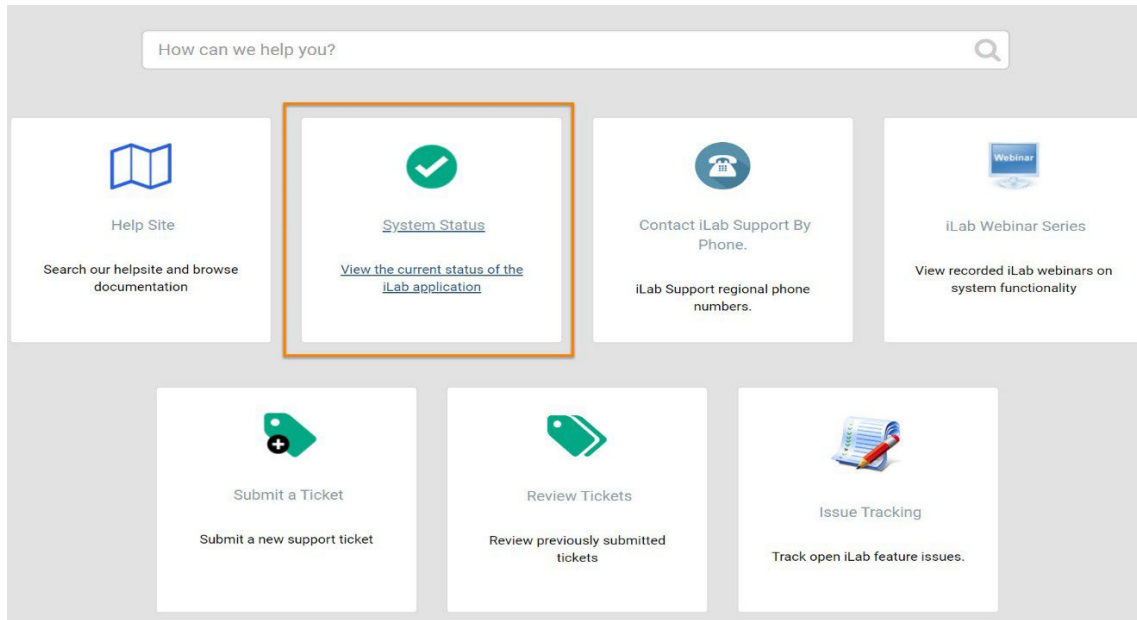 How can we help you?
Help Site
Search our helpsite and browse
documentation
System Status
View the current status of the
iLab application
Contact iLab Support By
Phone.
iLab Support regional phone
numbers.
Webinar
iLab Webinar Series
View recorded iLab webinars on
system functionality
Submit a Ticket
Submit a new support ticket
Review Tickets
Review previously submitted
tickets
Issue Tracking
Track open iLab feature issues.